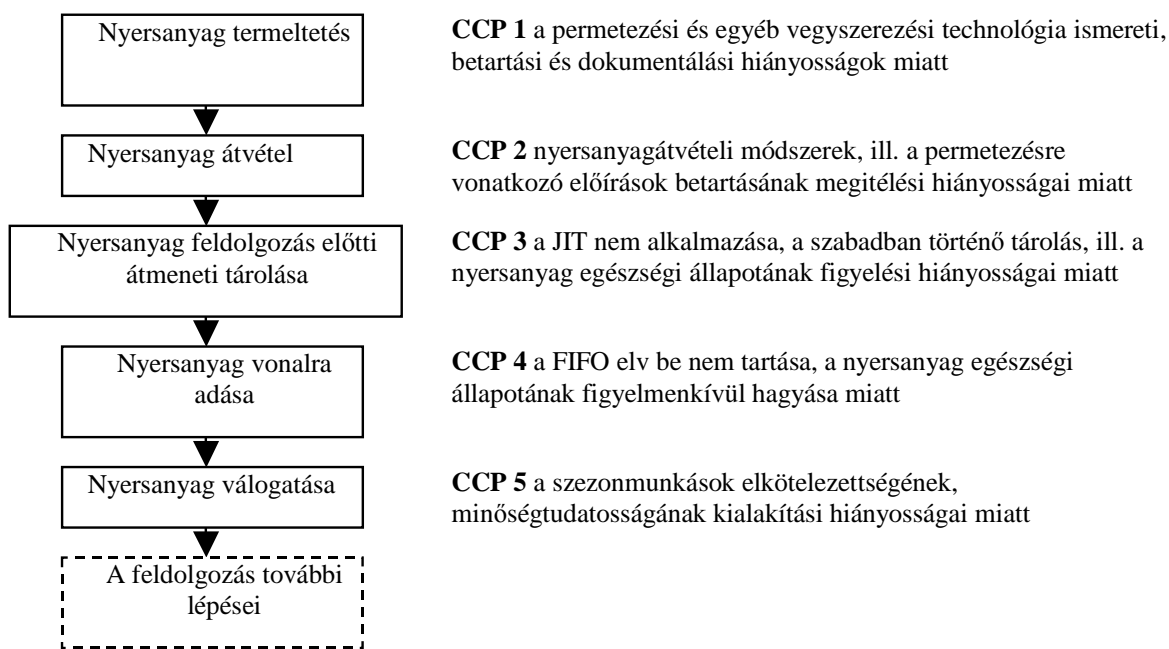 Nyersanyag termeltetés
CCP 1 a permetezési és egyéb vegyszerezési technológia ismereti,
betartási és dokumentálási hiányosságok miatt
Nyersanyag átvétel
CCP 2 nyersanyagátvételi módszerek, ill. a permetezésre
vonatkozó előírások betartásának megitélési hiányosságai miatt
Nyersanyag feldolgozás előtti
átmeneti tárolása
CCP 3 a JIT nem alkalmazása, a szabadban történő tárolás, ill. a
nyersanyag egészségi állapotának figyelési hiányosságai miatt
Nyersanyag vonalra
adása
CCP 4 a FIFO elv be nem tartása, a nyersanyag egészségi
állapotának figyelmenkívül hagyása miatt
Nyersanyag válogatása
CCP 5 a szezonmunkások elkötelezettségének,
minőségtudatosságának kialakítási hiányosságai miatt
A feldolgozás további
lépései